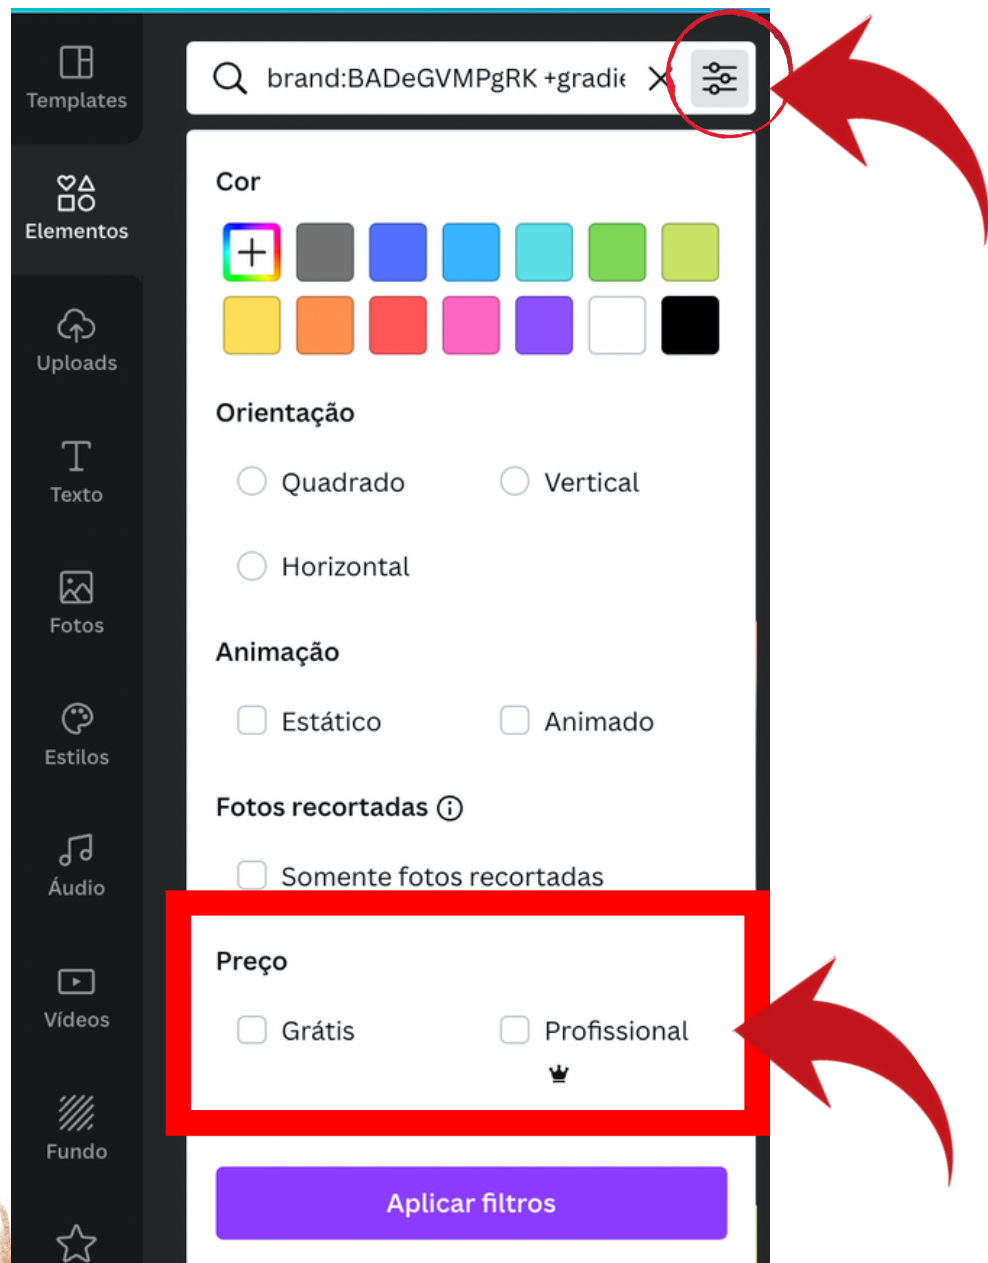 Templates
Elementos
Uploads
Texto
Fotos
Estilos
Áudio
Vídeos
Fundo
brand:BADeGVMPgRK +gradie
Cor
Orientação
Quadrado
Vertical
Horizontal
Animação
Estático
Animado
Fotos recortadas
Somente fotos recortadas
Preço
Grátis
Profissional
Aplicar filtros